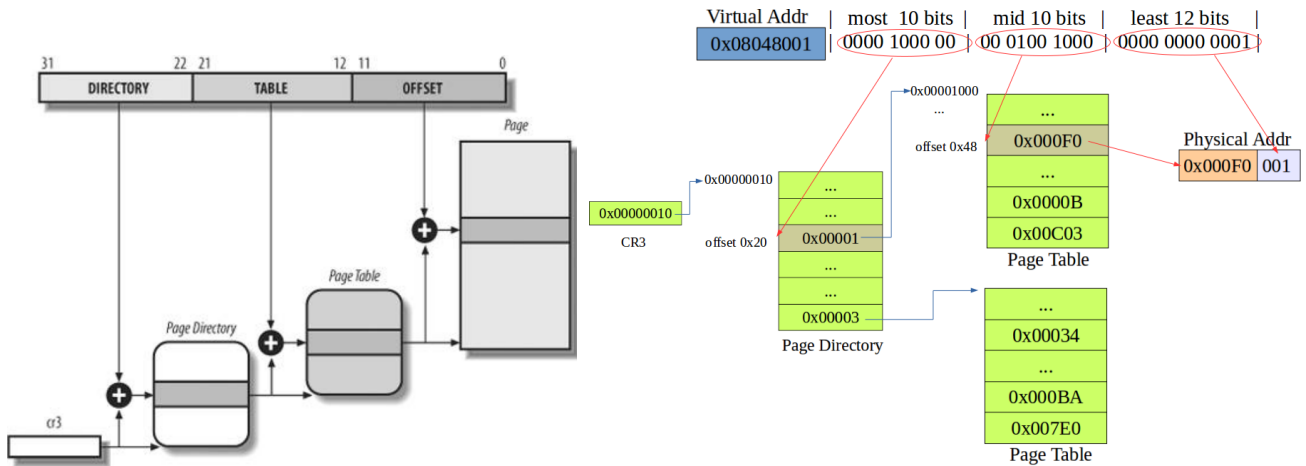 31 22 21 12 11 0
DIRECTORY TABLE OFFSET
Page
Page Table
Page Directory
cr3
Virtual Addr | most 10 bits | mid 10 bits | least 12 bits |
0x08048001 | 0000 1000 00 | 00 0100 1000 | 0000 0000 0001 |
0x00001000
...
offset 0x48
...
0x000F0
...
0x0000B
0x00C03
Page Table
Physical Addr
0x000F0 001
0x00000010
CR3
0x00000010
offset 0x20
...
...
0x00001
...
...
0x00003
Page Directory
...
0x00034
...
0x000BA
0x007E0
Page Table